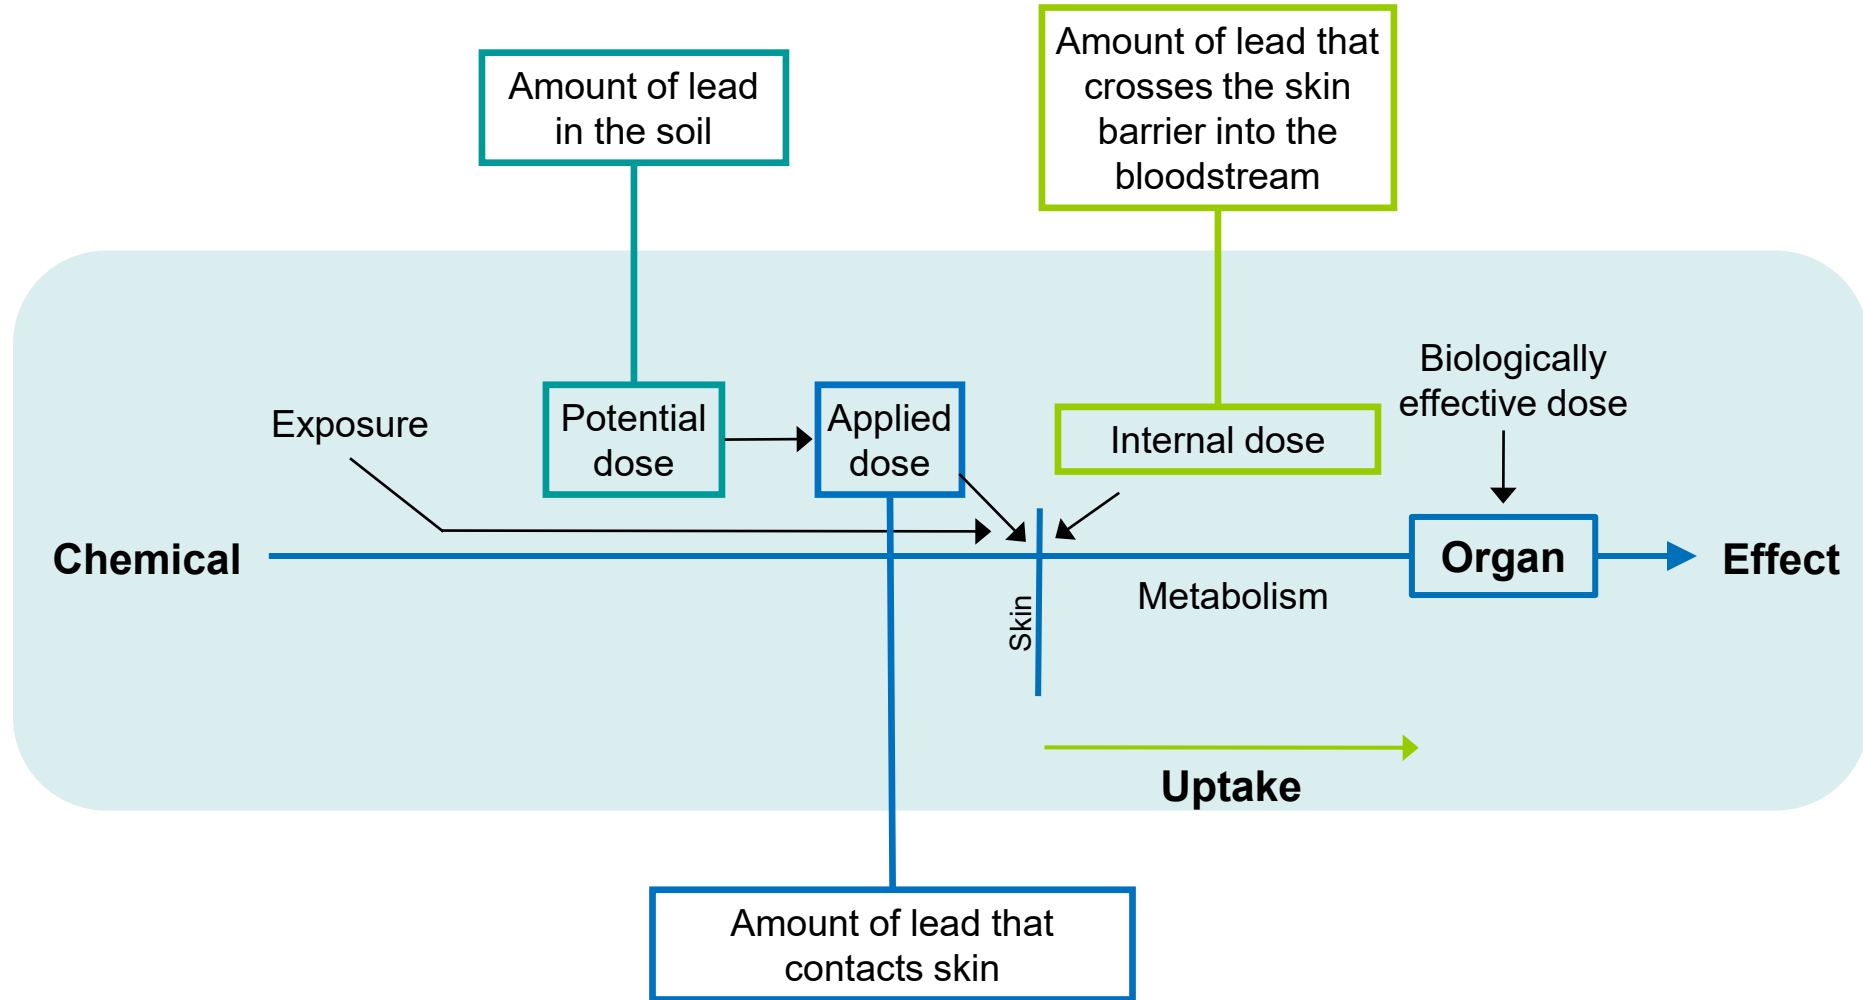 Amount of lead
in the soil
Amount of lead that
crosses the skin
barrier into the
bloodstream
Exposure
Potential
dose
Applied
dose
Internal dose
Biologically
effective dose
Chemical
Skin
Metabolism
Organ
Effect
Uptake
Amount of lead that
contacts skin